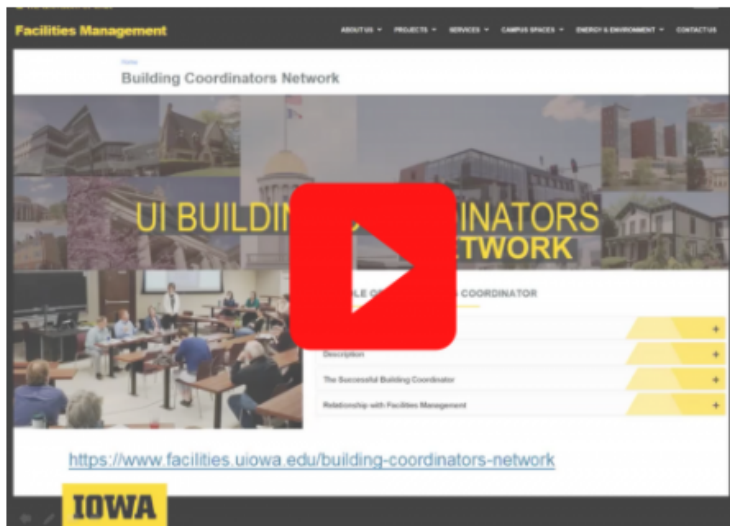 Facilities Management
ABOUT US PROJECTS SERVICES CAMPUS SPACES ENERGY & ENVIRONMENT CONTACT US
Home
Building Coordinators Network
UI BUILDIN INATORS
TWORK
COORDINATOR
Description
The Successful Building Coordinator
Relationship with Facilities Management
https://www.facilities.uiowa.edu/building-coordinators-network
IOWA